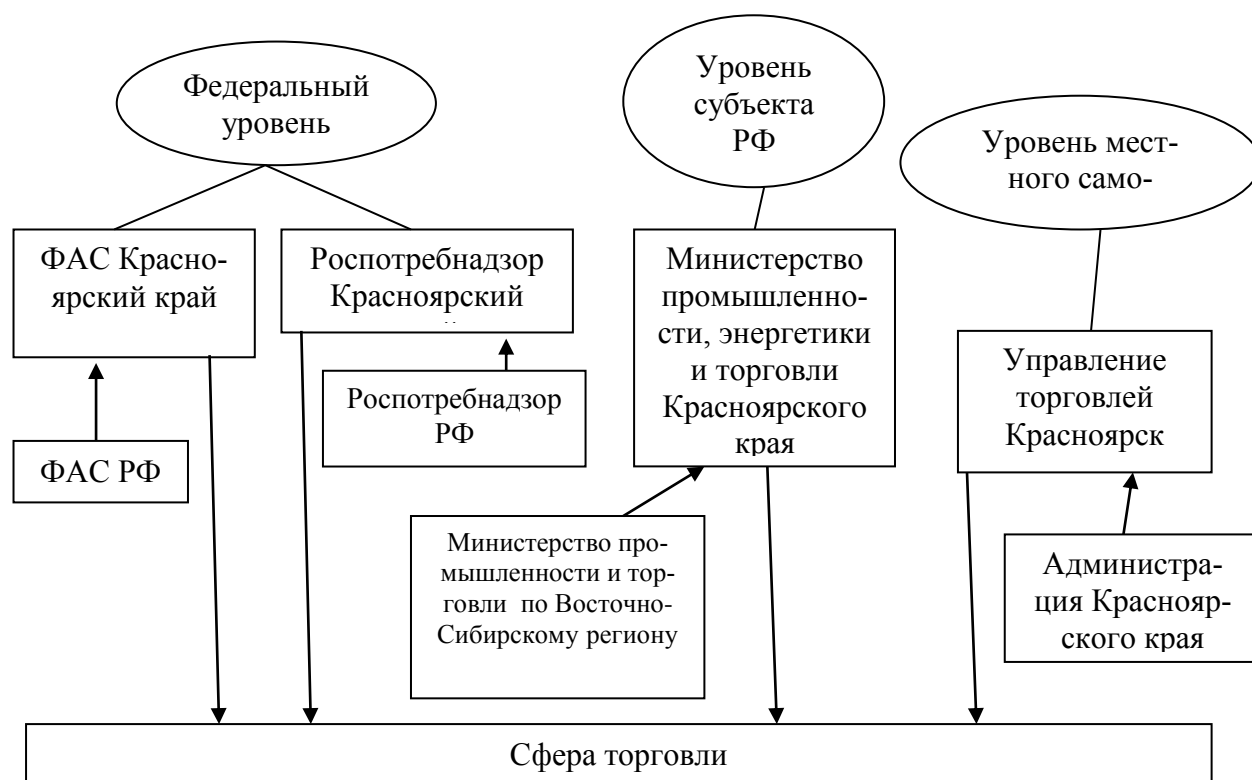 Федеральный
уровень
Уровень
субъекта
РФ
Уровень мест-
ного само-
ФАС Красно-
ярский край
Роспотребнадзор
Красноярский
Министерство
промышленно-
сти, энергетики
и торговли
Красноярского
края
Управление
торговлей
Красноярск
ФАС РФ
Роспотребнадзор
РФ
Министерство про-
мышленности и тор-
говли по Восточно-
Сибирскому региону
Администра-
ция Краснояр-
ского края
Сфера торговли